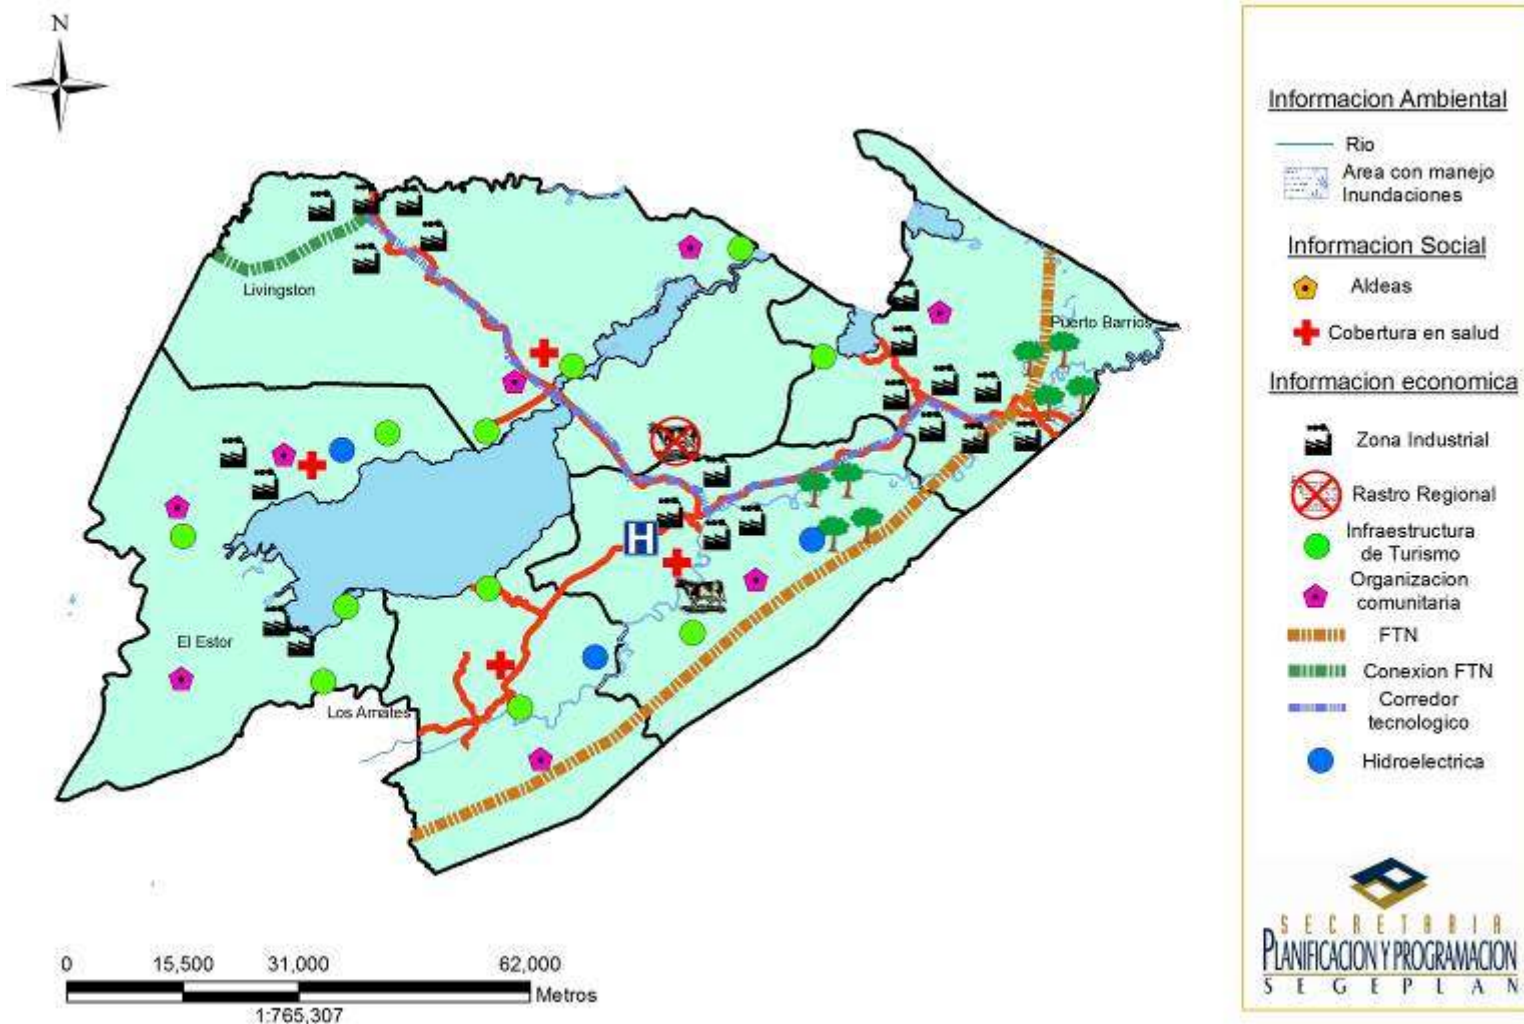 N
Livingston
Puerto Barrios
El Estor
Los Amates
H
0 15,500 31,000 62,000
Metros
1:765,307
Informacion Ambiental
Rio
Area con manejo
Inundaciones
Informacion Social
Aldeas
Cobertura en salud
Informacion economica
Zona Industrial
Rastro Regional
Infraestructura
de Turismo
Organizacion
comunitaria
FTN
Conexion FTN
Corredor
tecnologico
Hidroelectrica
SECRETARIA
PLANIFICACION Y PROGRAMACION
SEGEPLAN